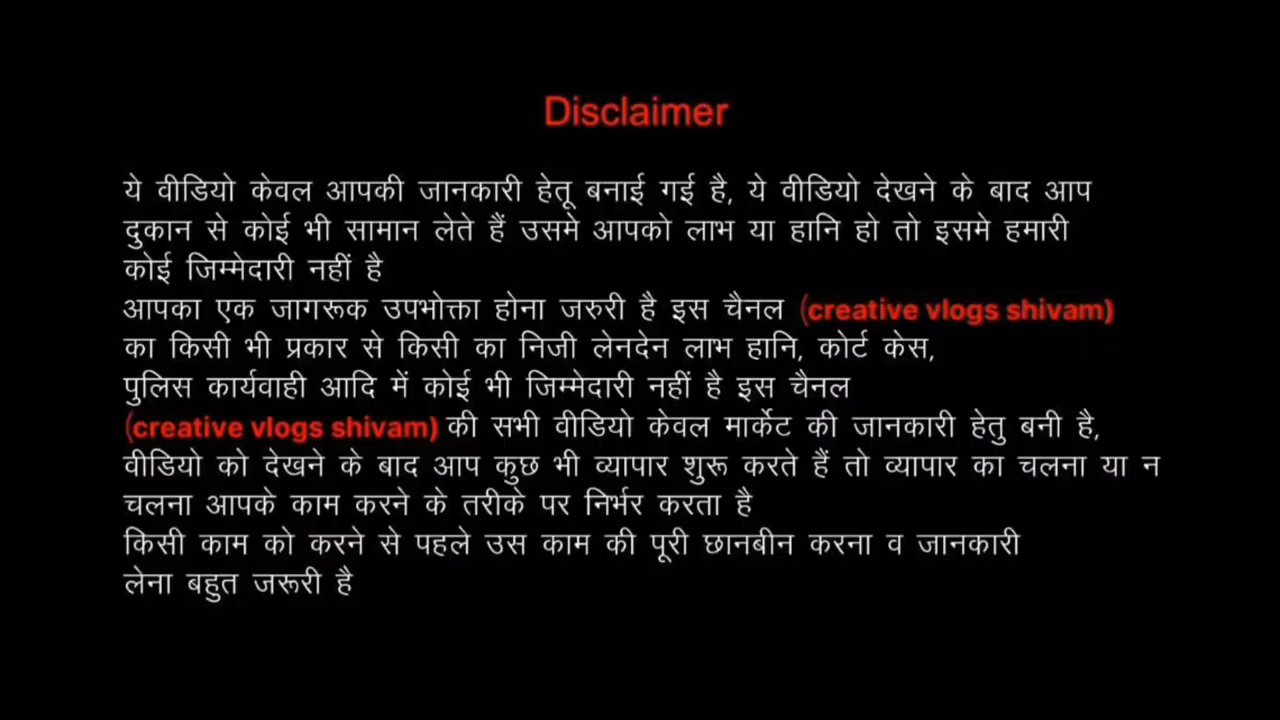 Disclaimer
ये वीडियो केवल आपकी जानकारी हेतू बनाई गई है, ये वीडियो देखने के बाद आप
दुकान से कोई भी सामान लेते हैं उसमे आपको लाभ या हानि हो तो इसमे हमारी
कोई जिम्मेदारी नहीं है
आपका एक जागरूक उपभोक्ता होना जरुरी है इस चैनल (creative vlogs shivam)
का किसी भी प्रकार से किसी का निजी लेनदेन लाभ हानि, कोर्ट केस,
पुलिस कार्यवाही आदि में कोई भी जिम्मेदारी नहीं है इस चैनल
(creative vlogs shivam) की सभी वीडियो केवल मार्केट की जानकारी हेतु बनी है,
वीडियो को देखने के बाद आप कुछ भी व्यापार शुरू करते हैं तो व्यापार का चलना या न
चलना आपके काम करने के तरीके पर निर्भर करता है
किसी काम को करने से पहले उस काम की पूरी छानबीन करना व जानकारी
लेना बहुत जरूरी है